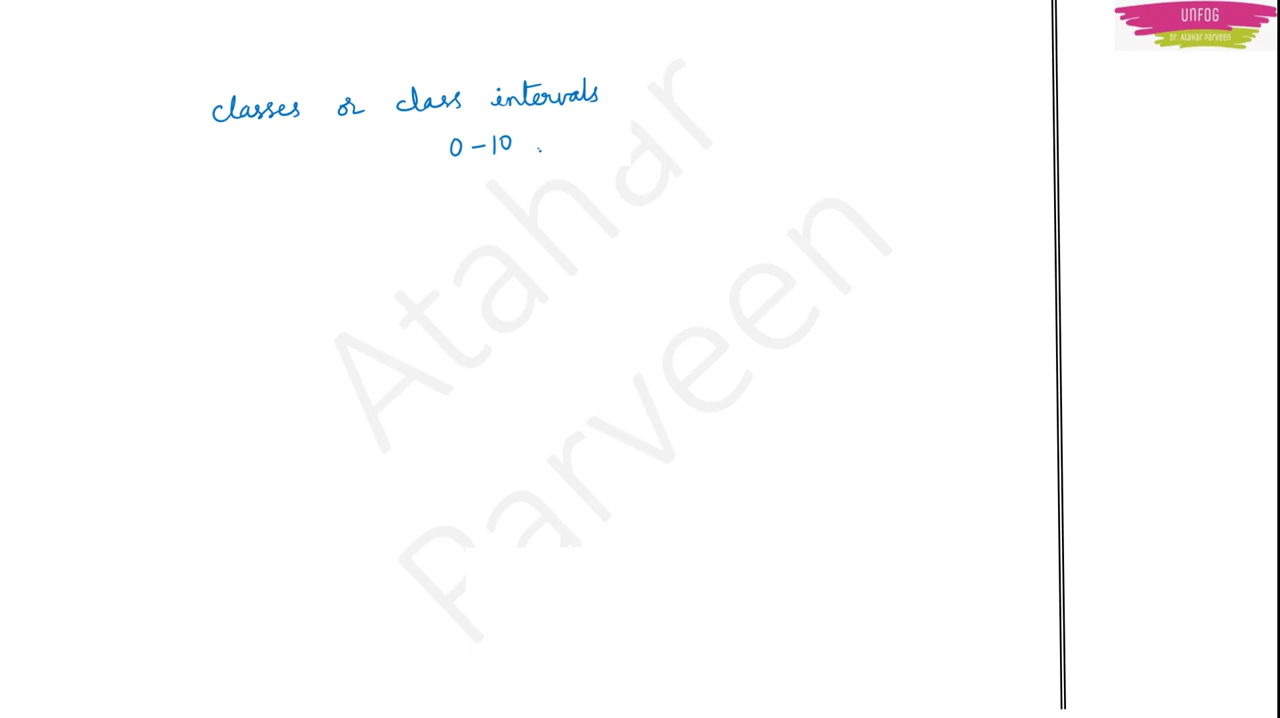 UNFOG
Dr. Atahar Parveen
classes or class intervals
0-10
Atahar
Parveen